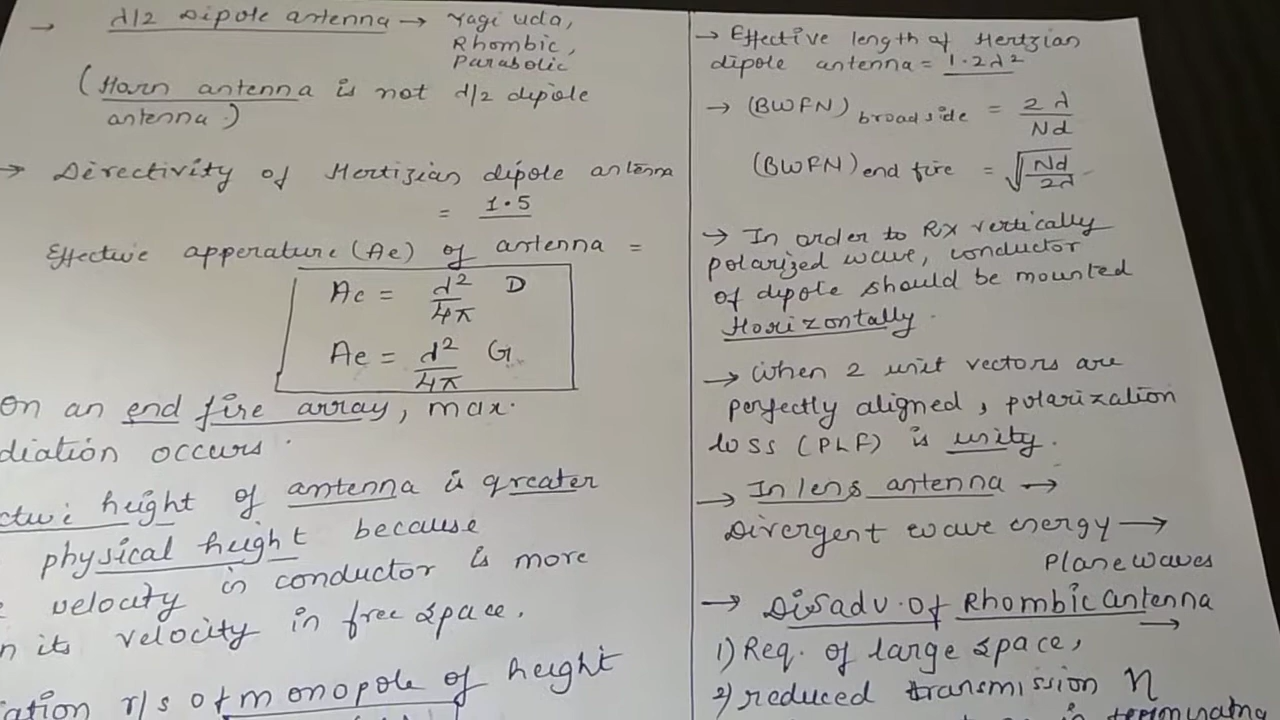 → λ/2 Dipole antenna → Yagi Uda,
Rhombic,
Parabolic
(Horn antenna is not λ/2 dipole
antenna.)
→ Directivity of Hertizian dipole antenna
= 1.5
Effective apperature (Ae) of antenna =
Ae = λ²/4π D
Ae = λ²/4π G
On an end fire array, max.
diation occurs.
ctive height of antenna is greater
physical height because
velocity in conductor is more
n its velocity in free space.
iation r/s of monopole of height
→ Effective length of Hertzian
dipole antenna = 1.2λ²
→ (BWFN) broadside = 2λ/Nd
(BWFN) end fire = √(Nd/2λ)
→ In order to Rx vertically
polarized wave, conductor
of dipole should be mounted
Horizontally.
→ When 2 unit vectors are
perfectly aligned, polarization
loss (PLF) is unity.
→ In lens antenna →
Divergent wave energy →
Plane waves
→ Disadv. of Rhombic antenna
→
1) Req. of large space,
2) reduced transmission η